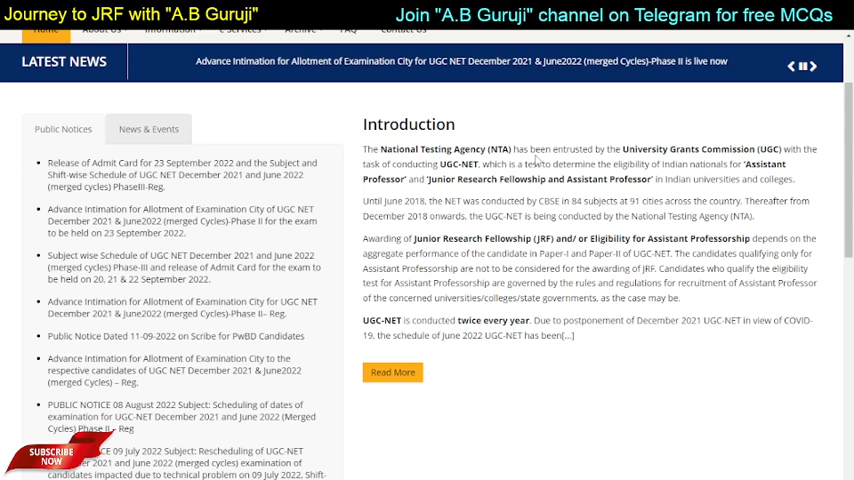 Journey to JRF with "A.B Guruji"
Join "A.B Guruji" channel on Telegram for free MCQs
Home
About Us
Information
e Services
Archive
FAQ
Contact Us
LATEST NEWS
Advance Intimation for Allotment of Examination City for UGC NET December 2021 & June2022 (merged Cycles)-Phase II is live now
Public Notices
News & Events
Release of Admit Card for 23 September 2022 and the Subject and
Shift-wise Schedule of UGC NET December 2021 and June 2022
(merged cycles) PhaseIII-Reg.
Advance Intimation for Allotment of Examination City of UGC NET
December 2021 & June2022 (merged Cycles)-Phase II for the exam
to be held on 23 September 2022.
Subject wise Schedule of UGC NET December 2021 and June 2022
(merged cycles) Phase-III and release of Admit Card for the exam to
be held on 20, 21 & 22 September 2022.
Advance Intimation for Allotment of Examination City for UGC NET
December 2021 & June2022 (merged Cycles)-Phase II– Reg.
Public Notice Dated 11-09-2022 on Scribe for PwBD Candidates
Advance Intimation for Allotment of Examination City to the
respective candidates of UGC NET December 2021 & June2022
(merged Cycles) – Reg.
PUBLIC NOTICE 08 August 2022 Subject: Scheduling of dates of
examination for UGC-NET December 2021 and June 2022 (Merged
Cycles) Phase II – Reg
ICE 09 July 2022 Subject: Rescheduling of UGC-NET
er 2021 and June 2022 (merged cycles) examination of
candidates impacted due to technical problem on 09 July 2022, Shift-
SUBSCRIBE
NOW
Introduction
The National Testing Agency (NTA) has been entrusted by the University Grants Commission (UGC) with the
task of conducting UGC-NET, which is a test to determine the eligibility of Indian nationals for 'Assistant
Professor' and 'Junior Research Fellowship and Assistant Professor' in Indian universities and colleges.
Until June 2018, the NET was conducted by CBSE in 84 subjects at 91 cities across the country. Thereafter from
December 2018 onwards, the UGC-NET is being conducted by the National Testing Agency (NTA).
Awarding of Junior Research Fellowship (JRF) and/ or Eligibility for Assistant Professorship depends on the
aggregate performance of the candidate in Paper-I and Paper-II of UGC-NET. The candidates qualifying only for
Assistant Professorship are not to be considered for the awarding of JRF. Candidates who qualify the eligibility
test for Assistant Professorship are governed by the rules and regulations for recruitment of Assistant Professor
of the concerned universities/colleges/state governments, as the case may be.
UGC-NET is conducted twice every year. Due to postponement of December 2021 UGC-NET in view of COVID-
19, the schedule of June 2022 UGC-NET has been[...]
Read More